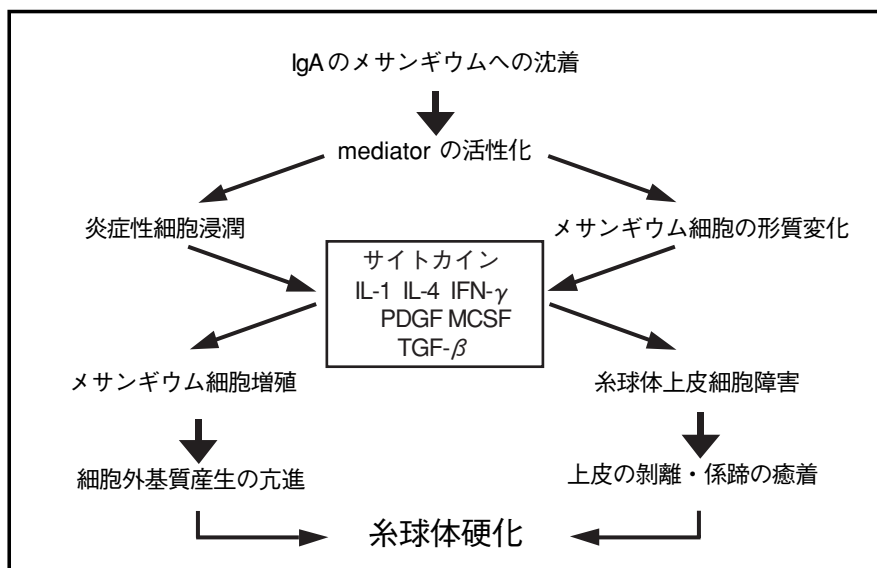 IgAのメサンギウムへの沈着
mediator の活性化
炎症性細胞浸潤
メサンギウム細胞の形質変化
サイトカイン
IL-1 IL-4 IFN-γ
PDGF MCSF
TGF-β
メサンギウム細胞増殖
糸球体上皮細胞障害
細胞外基質産生の亢進
上皮の剝離・係蹄の癒着
糸球体硬化